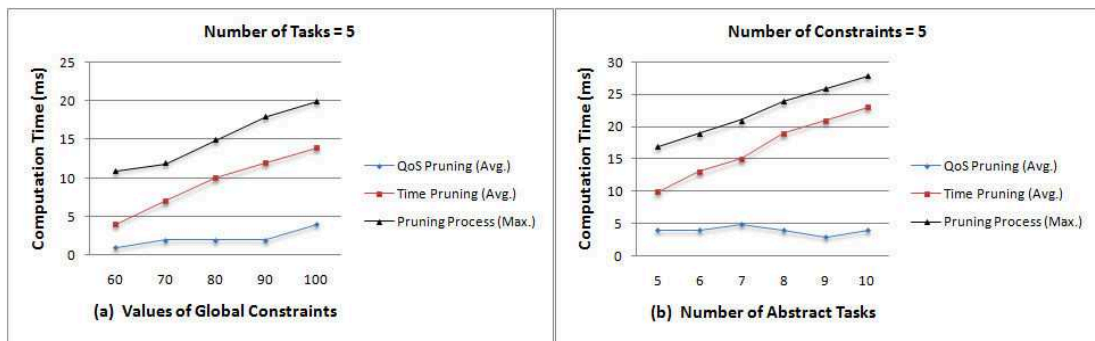 Number of Tasks = 5
Computation Time (ms)
25
20
15
10
5
0
60 70 80 90 100
(a) Values of Global Constraints
QoS Pruning (Avg.)
Time Pruning (Avg.)
Pruning Process (Max.)
Number of Constraints = 5
Computation Time (ms)
30
25
20
15
10
5
0
5 6 7 8 9 10
(b) Number of Abstract Tasks
QoS Pruning (Avg.)
Time Pruning (Avg.)
Pruning Process (Max.)